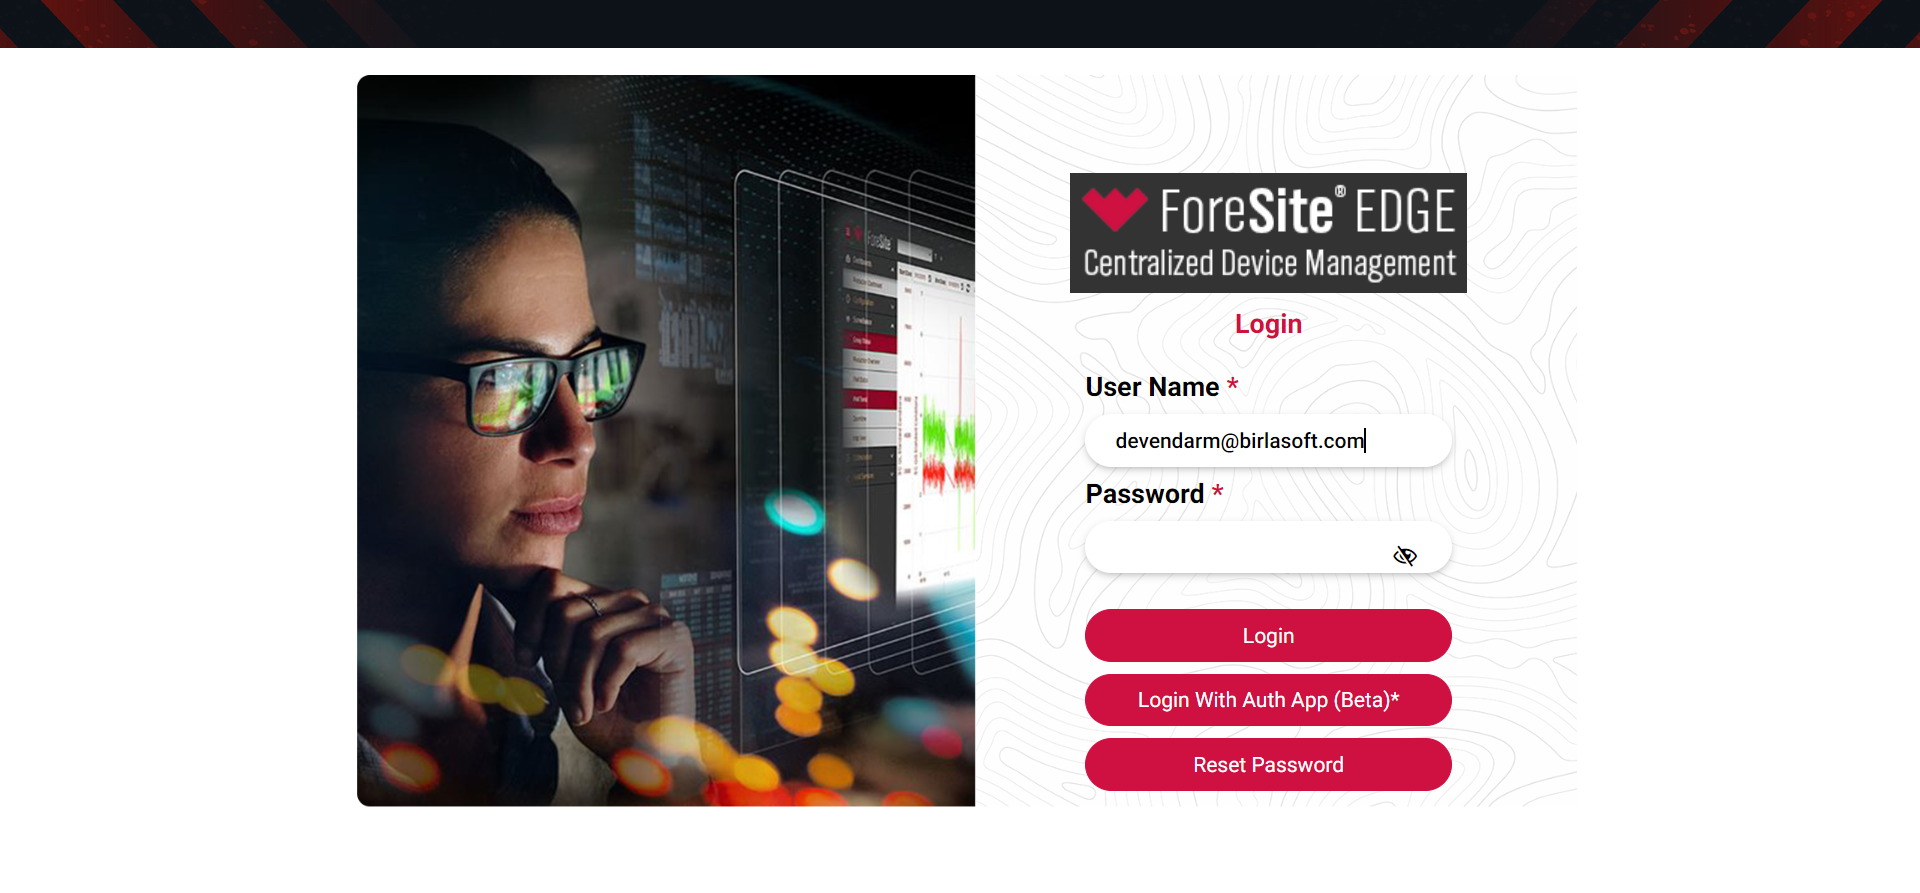 ForeSite® EDGE
Centralized Device Management
Login
User Name *
devendarm@birlasoft.com
Password *
Login
Login With Auth App (Beta)*
Reset Password
ForeSite